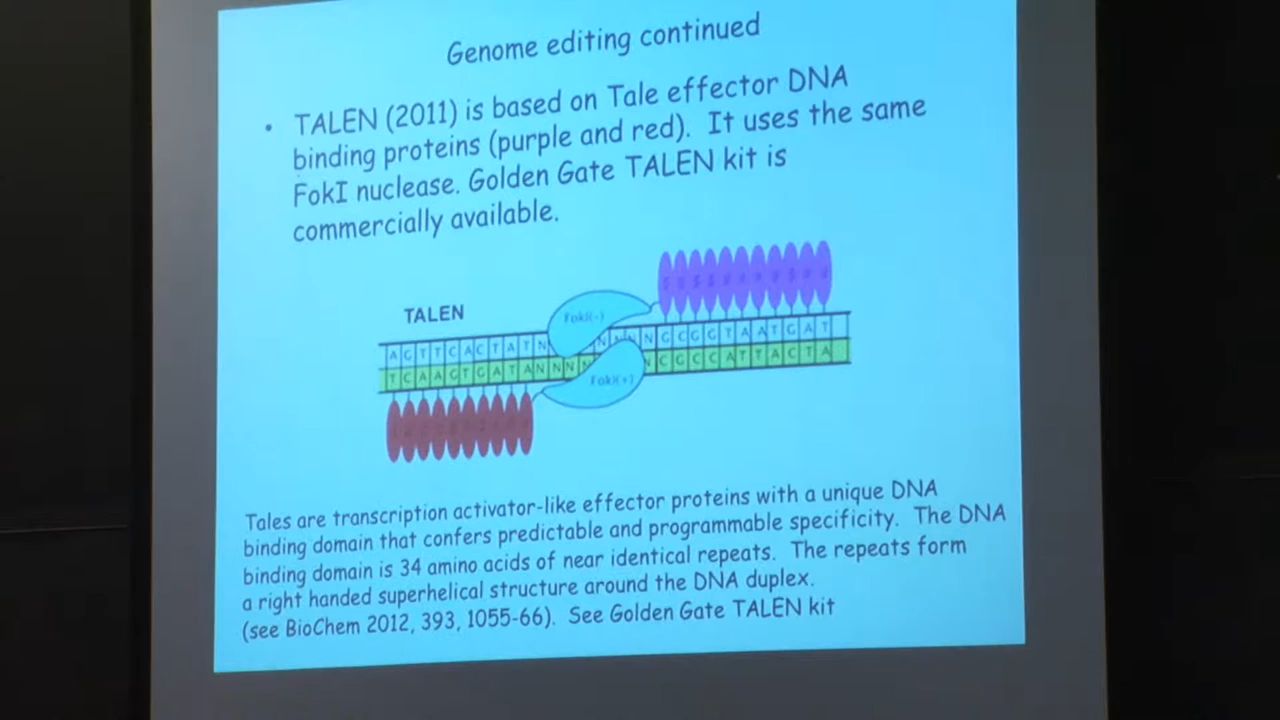 Genome editing continued
• TALEN (2011) is based on Tale effector DNA
binding proteins (purple and red). It uses the same
FokI nuclease. Golden Gate TALEN kit is
commercially available.
TALEN
FokI(-)
A G T T C A C T A T N N N N G C G G T A A T G A T
T C A A G T G A T A N N N N C G C C A T T A C T A
FokI(+)
Tales are transcription activator-like effector proteins with a unique DNA
binding domain that confers predictable and programmable specificity. The DNA
binding domain is 34 amino acids of near identical repeats. The repeats form
a right handed superhelical structure around the DNA duplex.
(see BioChem 2012, 393, 1055-66). See Golden Gate TALEN kit